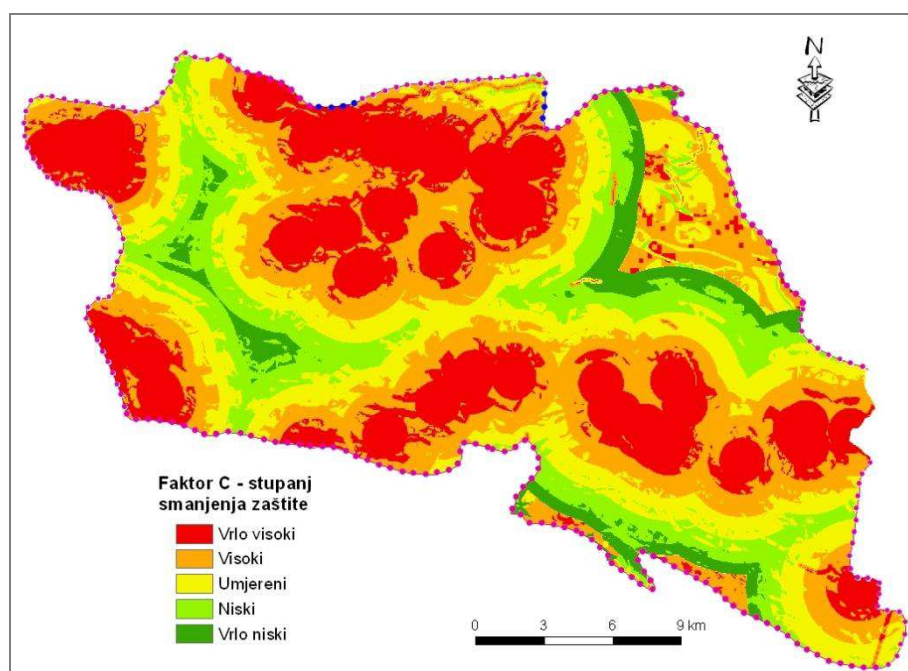 N
Faktor C - stupanj
smanjenja zaštite
Vrlo visoki
Visoki
Umjereni
Niski
Vrlo niski
0 3 6 9 km